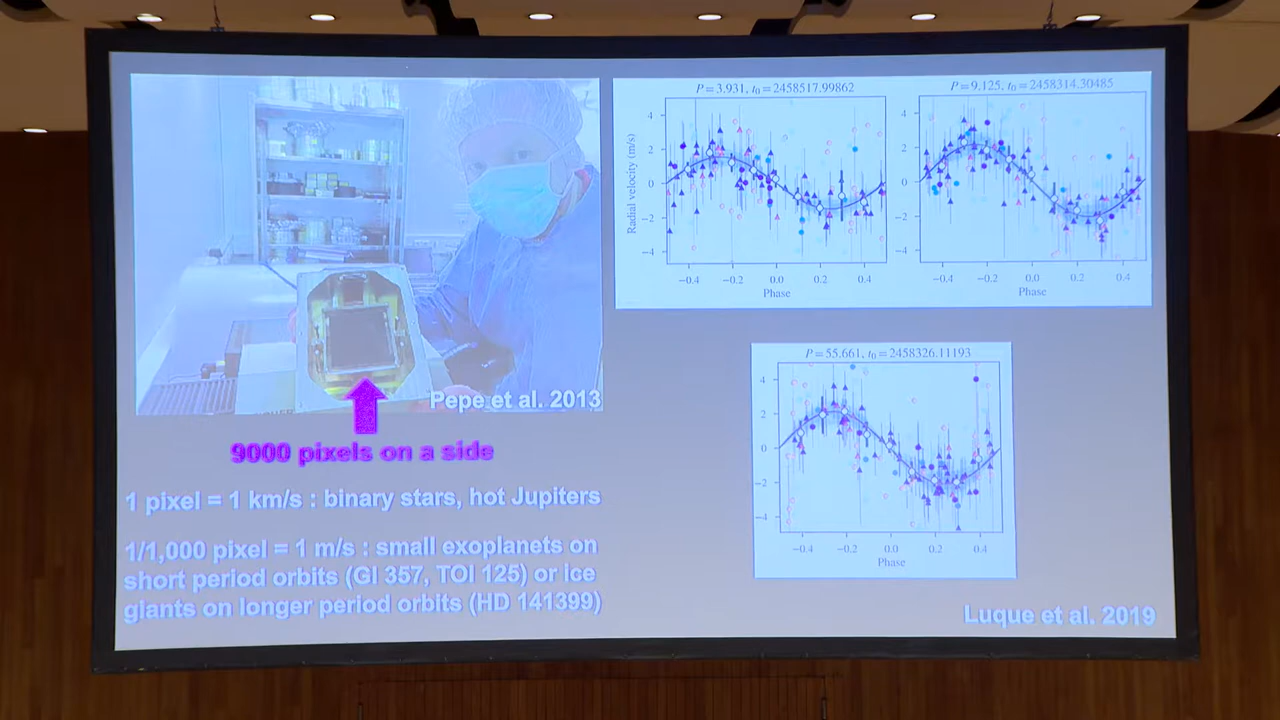 Pepe et al. 2013
9000 pixels on a side
1 pixel = 1 km/s : binary stars, hot Jupiters
1/1,000 pixel = 1 m/s : small exoplanets on
short period orbits (Gl 357, TOI 125) or ice
giants on longer period orbits (HD 141399)
P=3.931, t0=2458517.99862
Radial velocity (m/s)
4
2
0
−2
−4
−0.4 −0.2 0.0 0.2 0.4
Phase
P=9.125, t0=2458314.30485
4
2
0
−2
−4
−0.4 −0.2 0.0 0.2 0.4
Phase
P=55.661, t0=2458326.11193
4
2
0
−2
−4
−0.4 −0.2 0.0 0.2 0.4
Phase
Luque et al. 2019